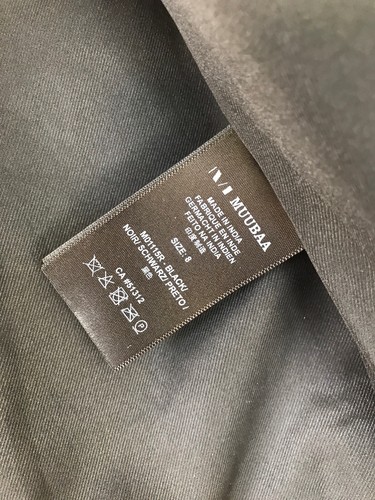 MUUBAA
MADE IN INDIA
FABRIQUE EN INDE
GERMACHT IN INDIEN
FEITO NA INDIA
印度制造
SIZE: 8
M0111SR - BLACK/
NOIR/SCHWARZ/PRETO/
黑色
CA #51312